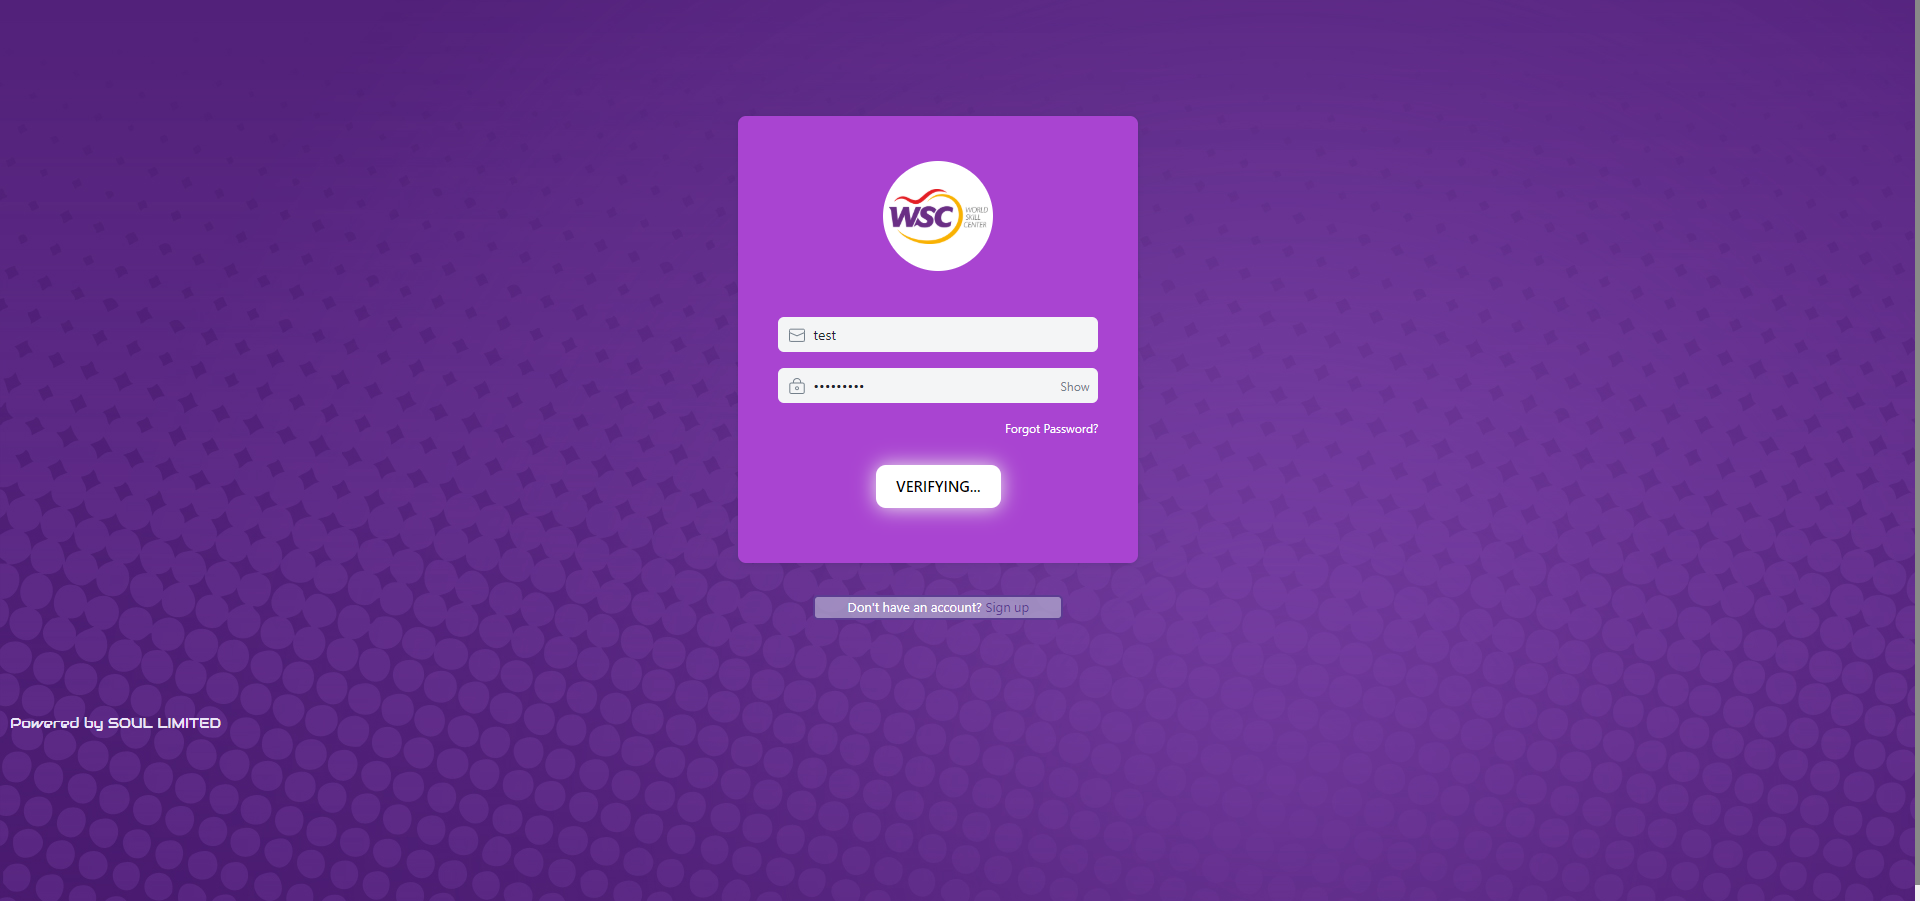 WSC
WORLD
SKILL
CENTER
test
•••••••••
Show
Forgot Password?
VERIFYING...
Don't have an account? Sign up
Powered by SOUL LIMITED